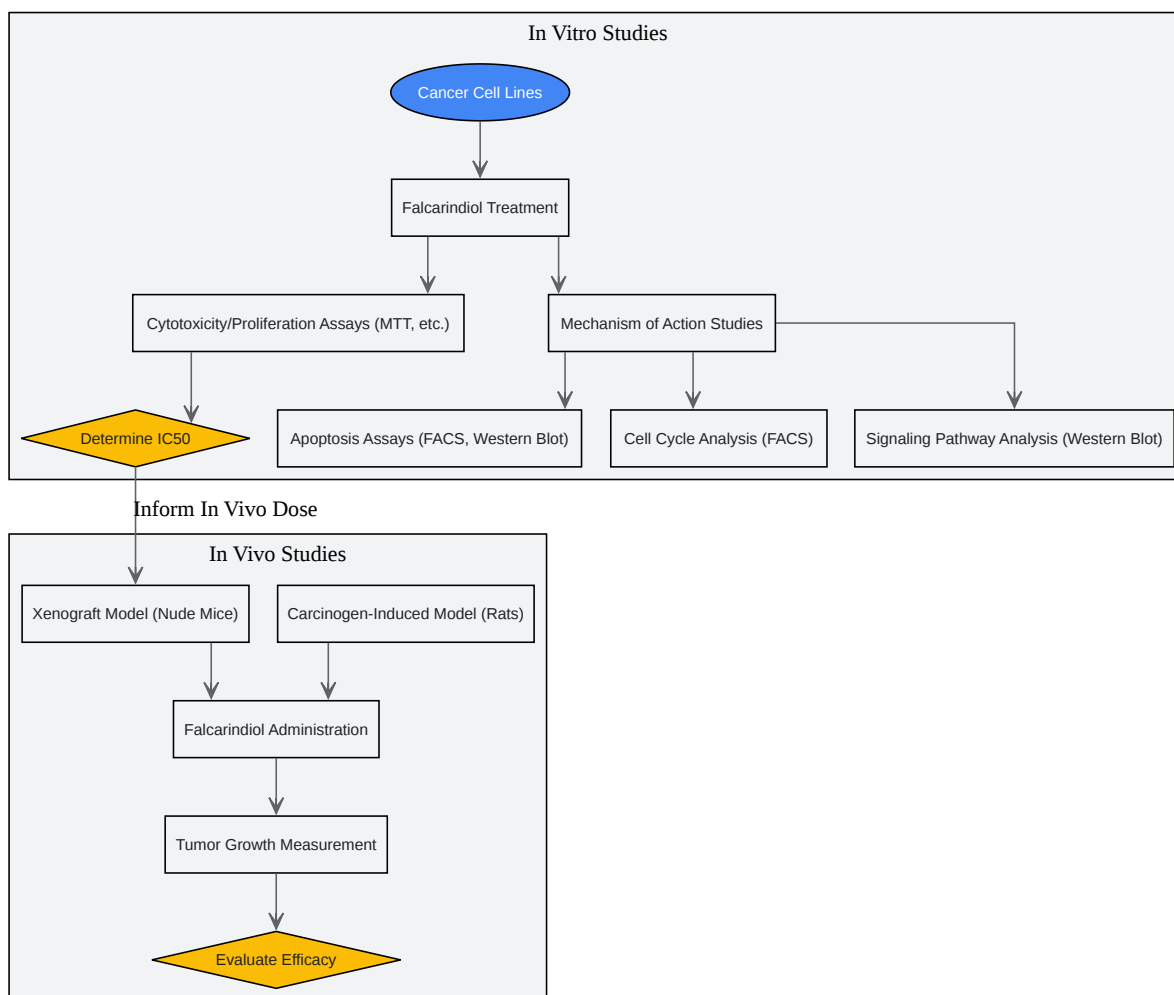 In Vitro Studies
Cancer Cell Lines
Falcarindiol Treatment
Cytotoxicity/Proliferation Assays (MTT, etc.)
Mechanism of Action Studies
Determine IC50
Apoptosis Assays (FACS, Western Blot)
Cell Cycle Analysis (FACS)
Signaling Pathway Analysis (Western Blot)
Inform In Vivo Dose
In Vivo Studies
Xenograft Model (Nude Mice)
Carcinogen-Induced Model (Rats)
Falcarindiol Administration
Tumor Growth Measurement
Evaluate Efficacy